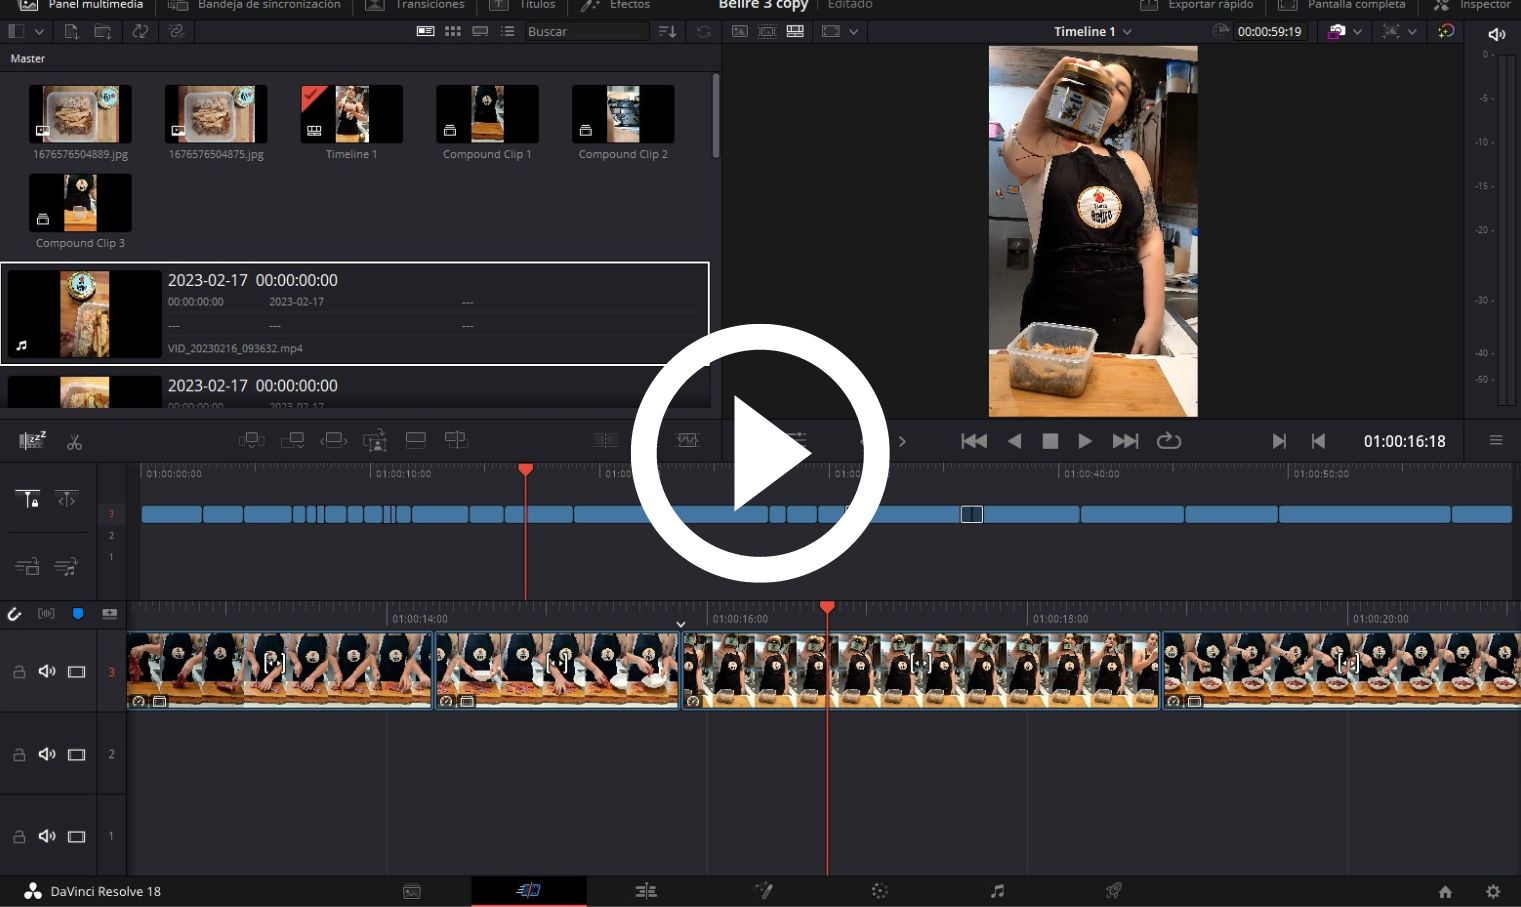 Panel multimedia
Bandeja de sincronización
Transiciones
Títulos
Efectos
Belire 3 copy
Editado
Exportar rápido
Pantalla completa
Inspector
Buscar
Timeline 1
00:00:59:19
Master
1676576504889.jpg
1676576504875.jpg
Timeline 1
Compound Clip 1
Compound Clip 2
Compound Clip 3
2023-02-17 00:00:00:00
00:00:00:00
2023-02-17
---
---
---
---
VID_20230216_093632.mp4
2023-02-17 00:00:00:00
00:00:00:00
2023-02-17
0
-5
-10
-15
-20
-30
-40
-50
zzZ
01:00:16:18
01:00:00:00
01:00:10:00
01:00:40:00
01:00:50:00
3
2
1
01:00:14:00
01:00:16:00
01:00:18:00
01:00:20:00
3
2
1
DaVinci Resolve 18